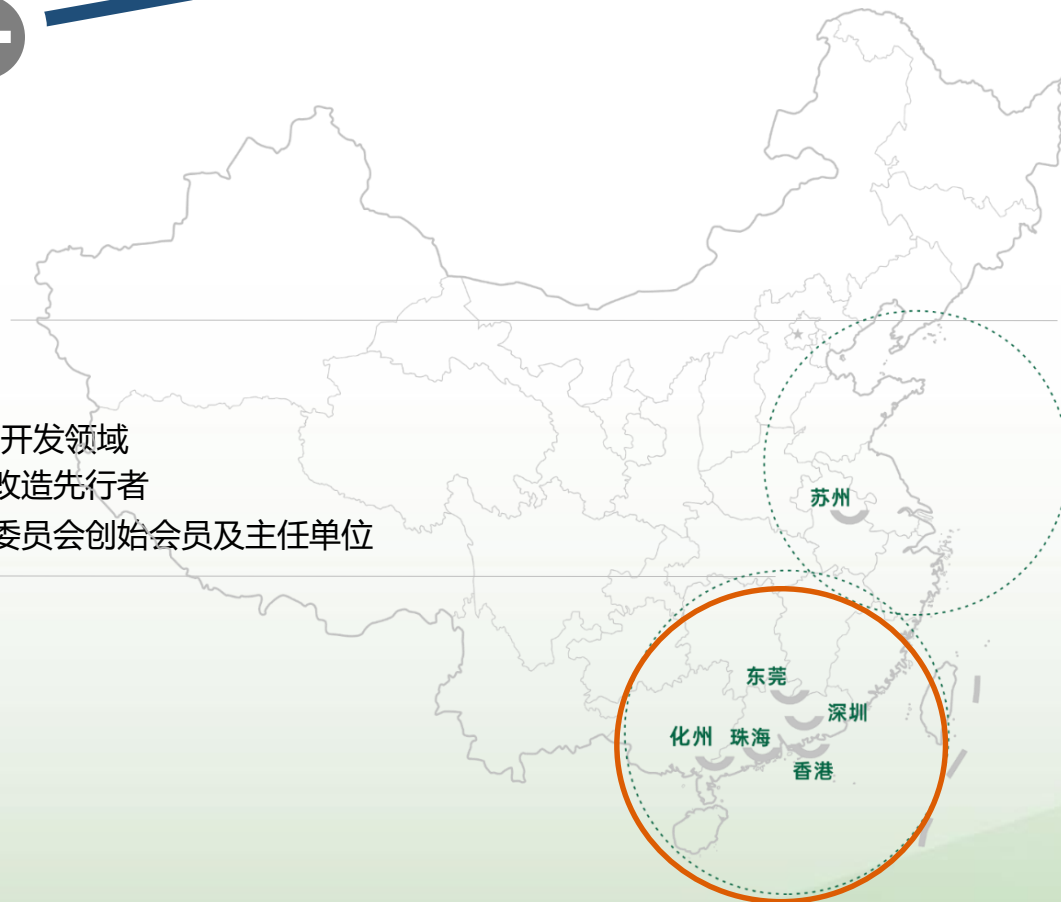 开发领域
改造先行者
委员会创始会员及主任单位
苏州
东莞
深圳
化州 珠海
香港